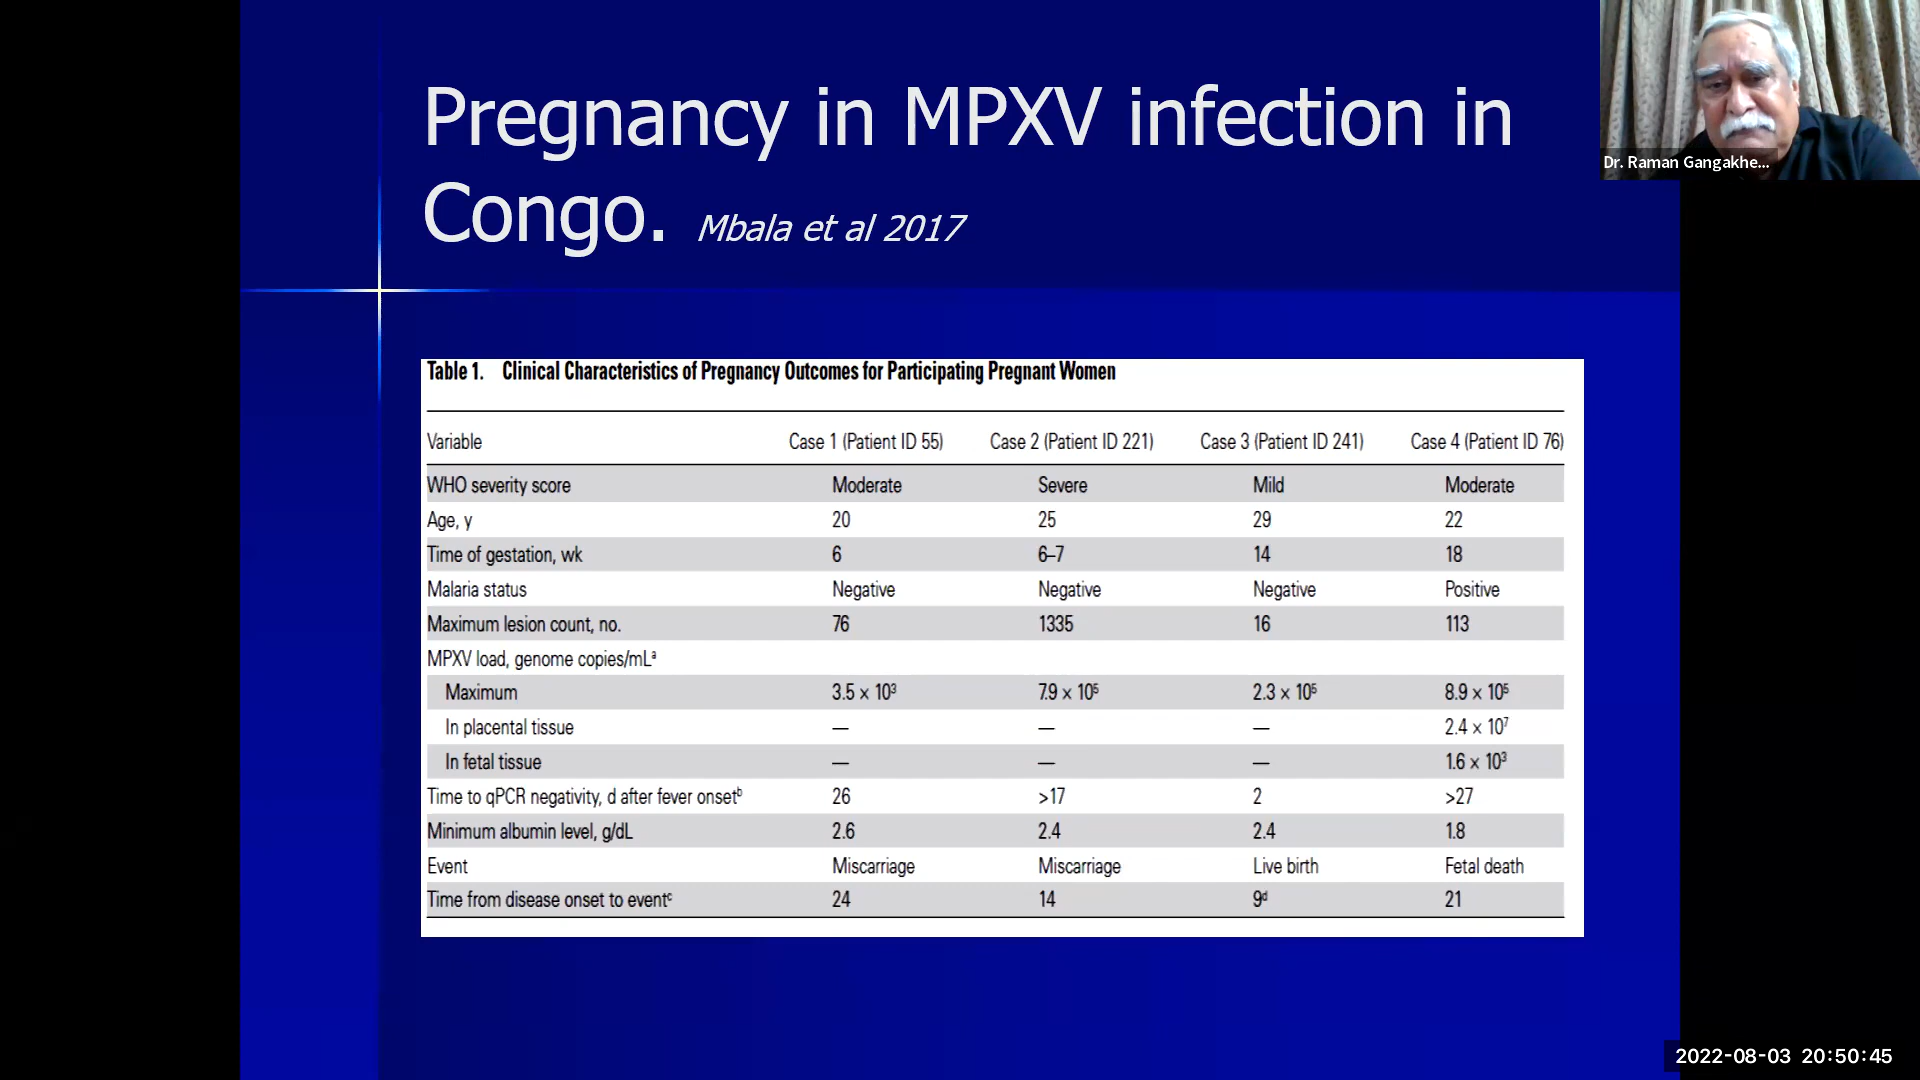 Pregnancy in MPXV infection in
Congo. Mbala et al 2017
Dr. Raman Gangakhe...
Table 1. Clinical Characteristics of Pregnancy Outcomes for Participating Pregnant Women
Variable Case 1 (Patient ID 55) Case 2 (Patient ID 221) Case 3 (Patient ID 241) Case 4 (Patient ID 76)
WHO severity score Moderate Severe Mild Moderate
Age, y 20 25 29 22
Time of gestation, wk 6 6–7 14 18
Malaria status Negative Negative Negative Positive
Maximum lesion count, no. 76 1335 16 113
MPXV load, genome copies/mLᵃ
Maximum 3.5 × 10³ 7.9 × 10⁵ 2.3 × 10⁵ 8.9 × 10⁵
In placental tissue — — — 2.4 × 10⁷
In fetal tissue — — — 1.6 × 10³
Time to qPCR negativity, d after fever onsetᵇ 26 >17 2 >27
Minimum albumin level, g/dL 2.6 2.4 2.4 1.8
Event Miscarriage Miscarriage Live birth Fetal death
Time from disease onset to eventᶜ 24 14 9ᵈ 21
2022-08-03 20:50:45